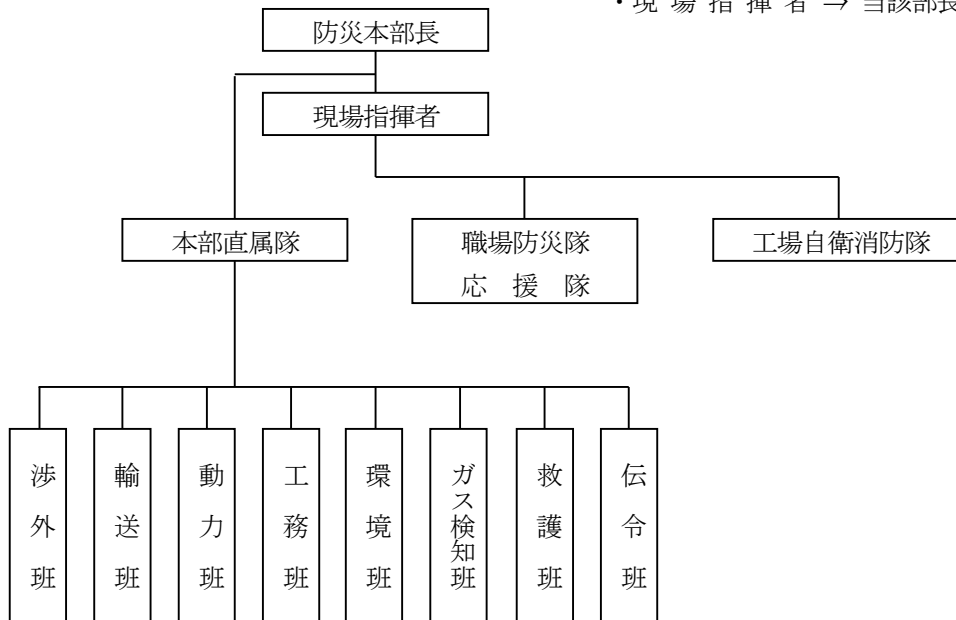 ・現 場 指 揮 者 → 当該部長
防災本部長
現場指揮者
本部直属隊
職場防災隊
応 援 隊
工場自衛消防隊
渉外班
輸送班
動力班
工務班
環境班
ガス検知班
救護班
伝令班